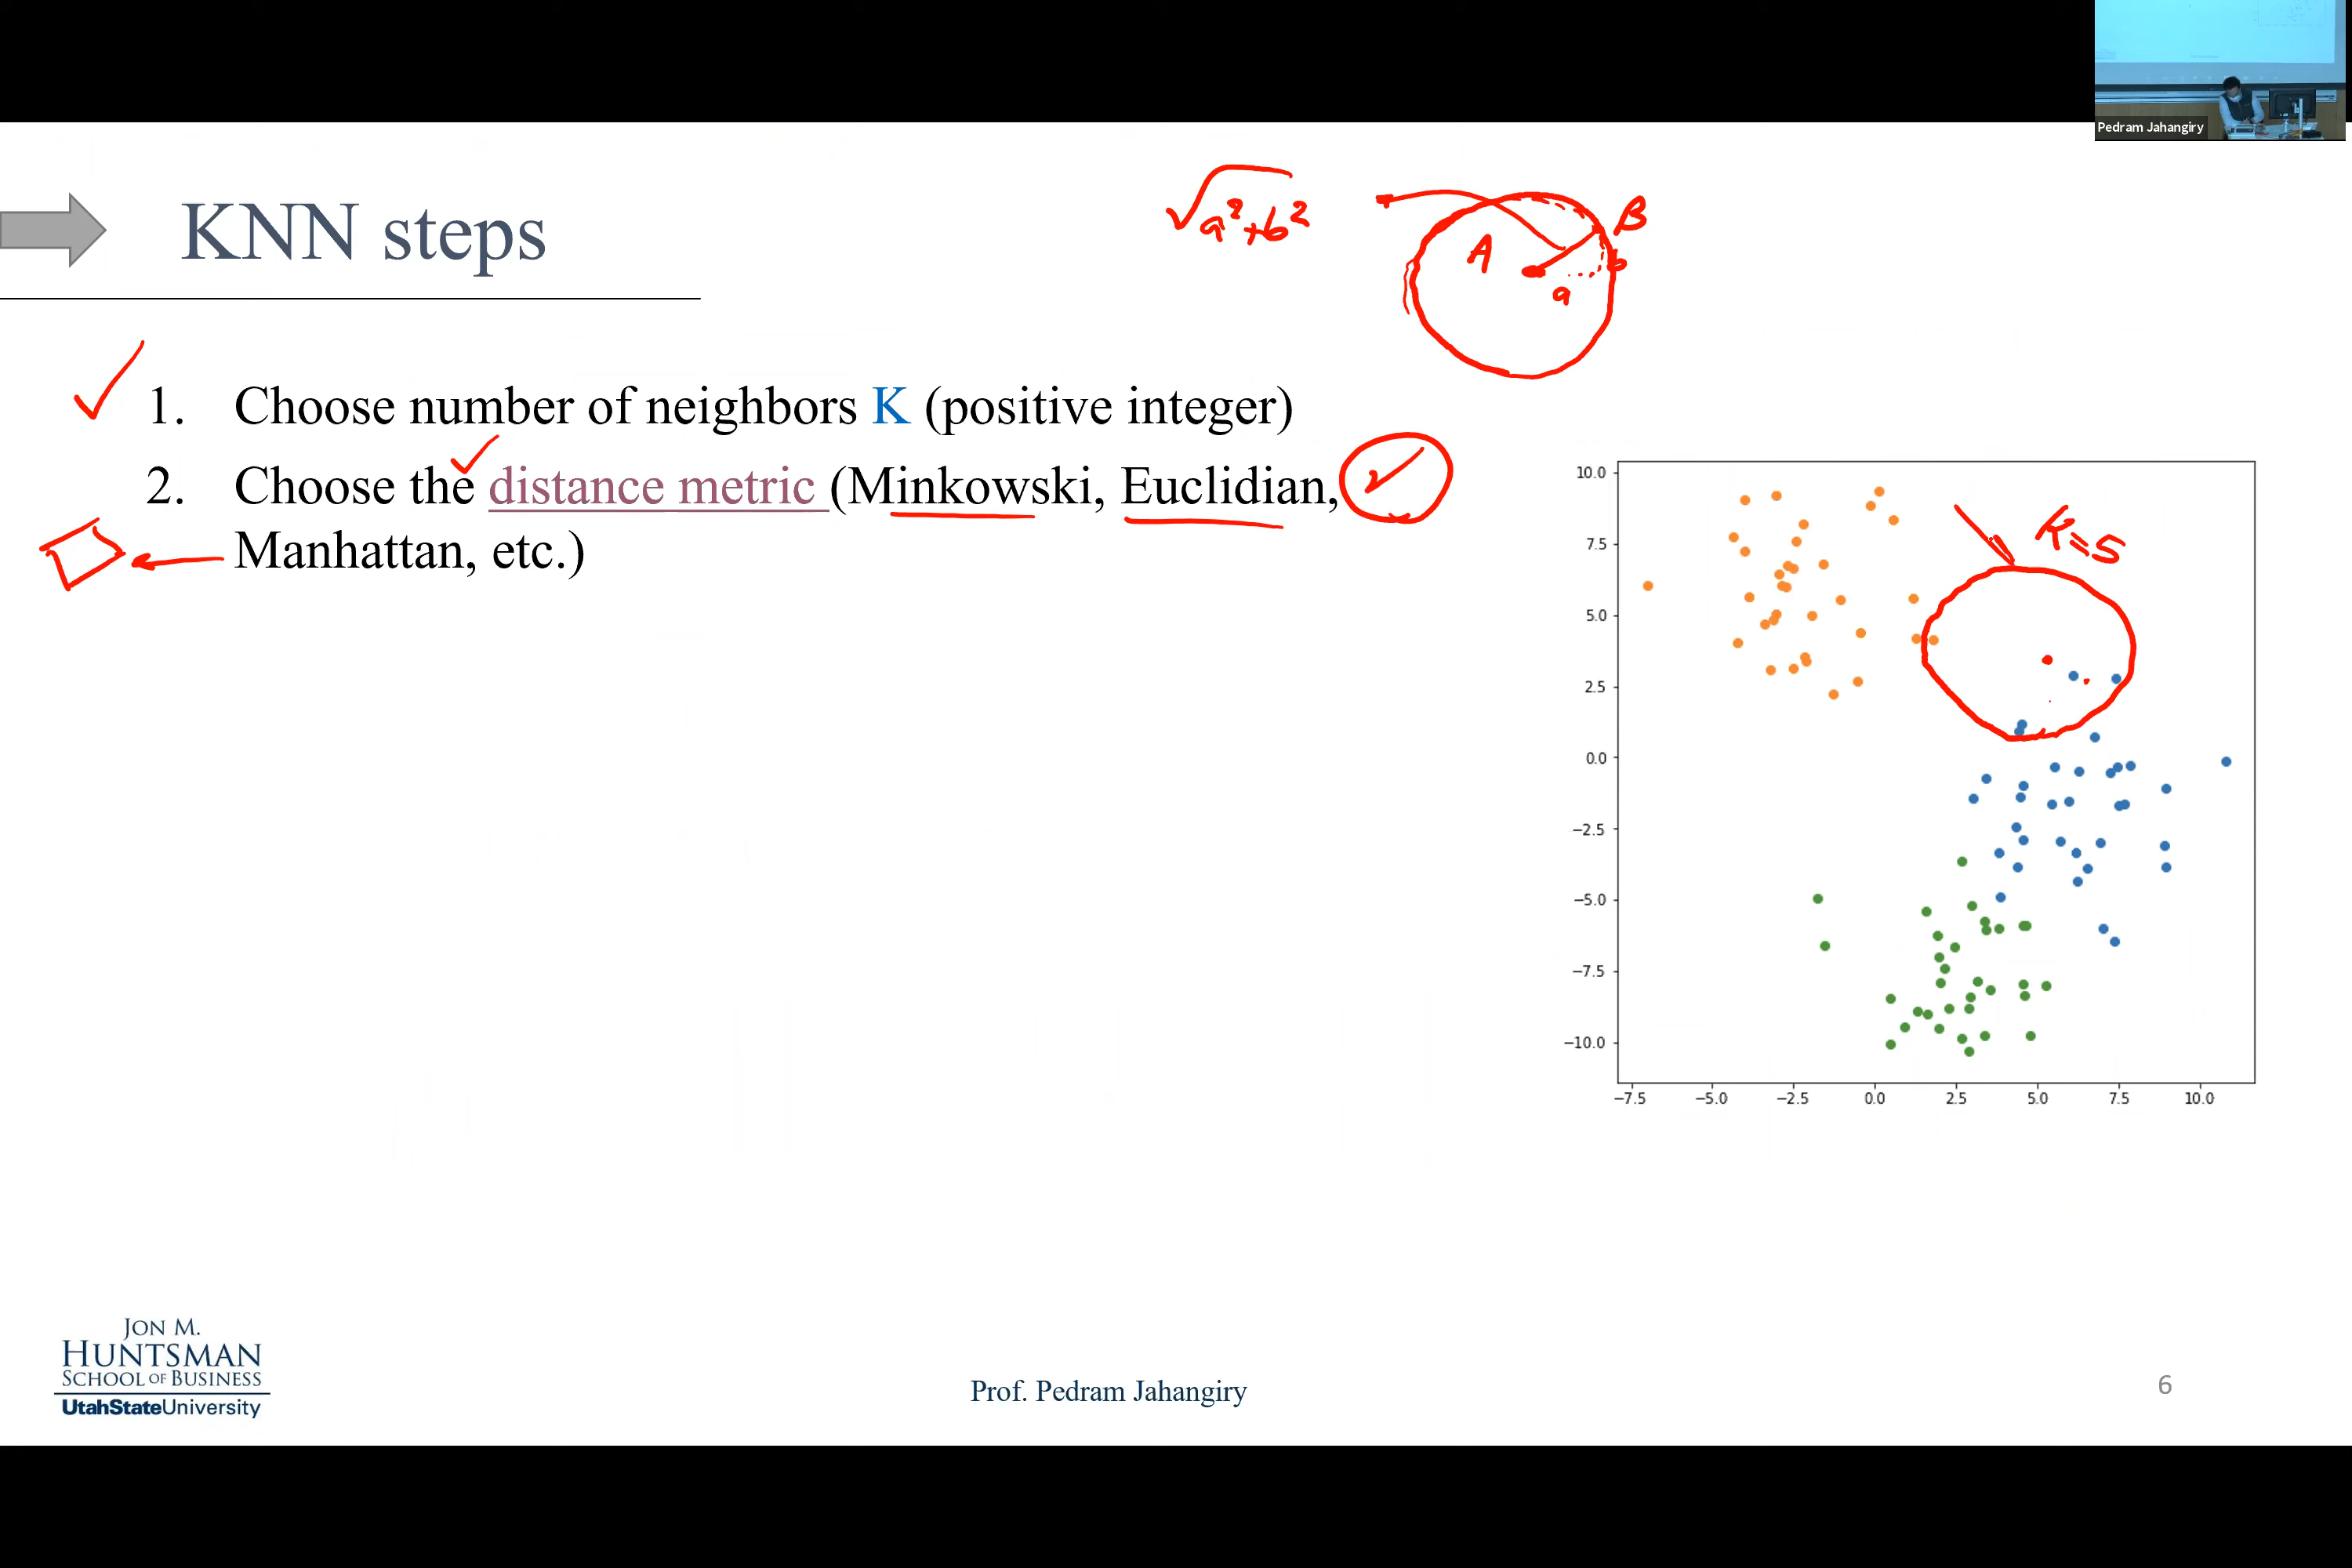 Pedram Jahangiry
KNN steps
√a²+b²
A
B
a
b
1. Choose number of neighbors K (positive integer)
2. Choose the distance metric (Minkowski, Euclidian,
Manhattan, etc.)
K=5
10.0
7.5
5.0
2.5
0.0
−2.5
−5.0
−7.5
−10.0
−7.5 −5.0 −2.5 0.0 2.5 5.0 7.5 10.0
JON M.
HUNTSMAN
SCHOOL OF BUSINESS
UtahStateUniversity
Prof. Pedram Jahangiry
6